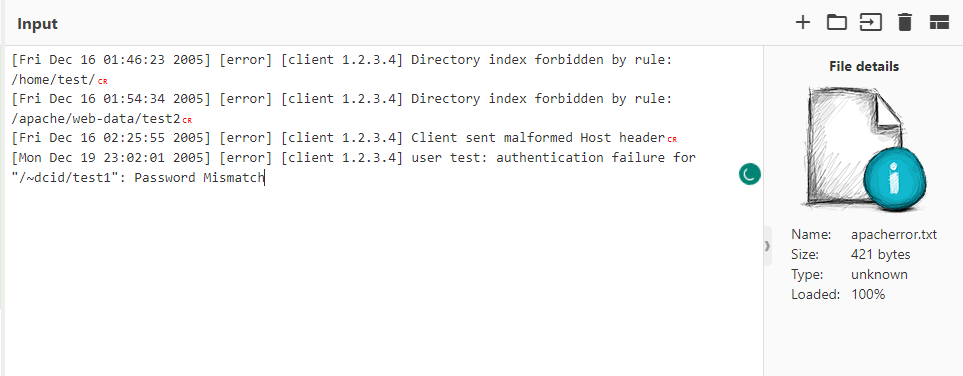 Input
[Fri Dec 16 01:46:23 2005] [error] [client 1.2.3.4] Directory index forbidden by rule:
/home/test/CR
[Fri Dec 16 01:54:34 2005] [error] [client 1.2.3.4] Directory index forbidden by rule:
/apache/web-data/test2CR
[Fri Dec 16 02:25:55 2005] [error] [client 1.2.3.4] Client sent malformed Host headerCR
[Mon Dec 19 23:02:01 2005] [error] [client 1.2.3.4] user test: authentication failure for
"/~dcid/test1": Password Mismatch
File details
Name: apacherror.txt
Size: 421 bytes
Type: unknown
Loaded: 100%